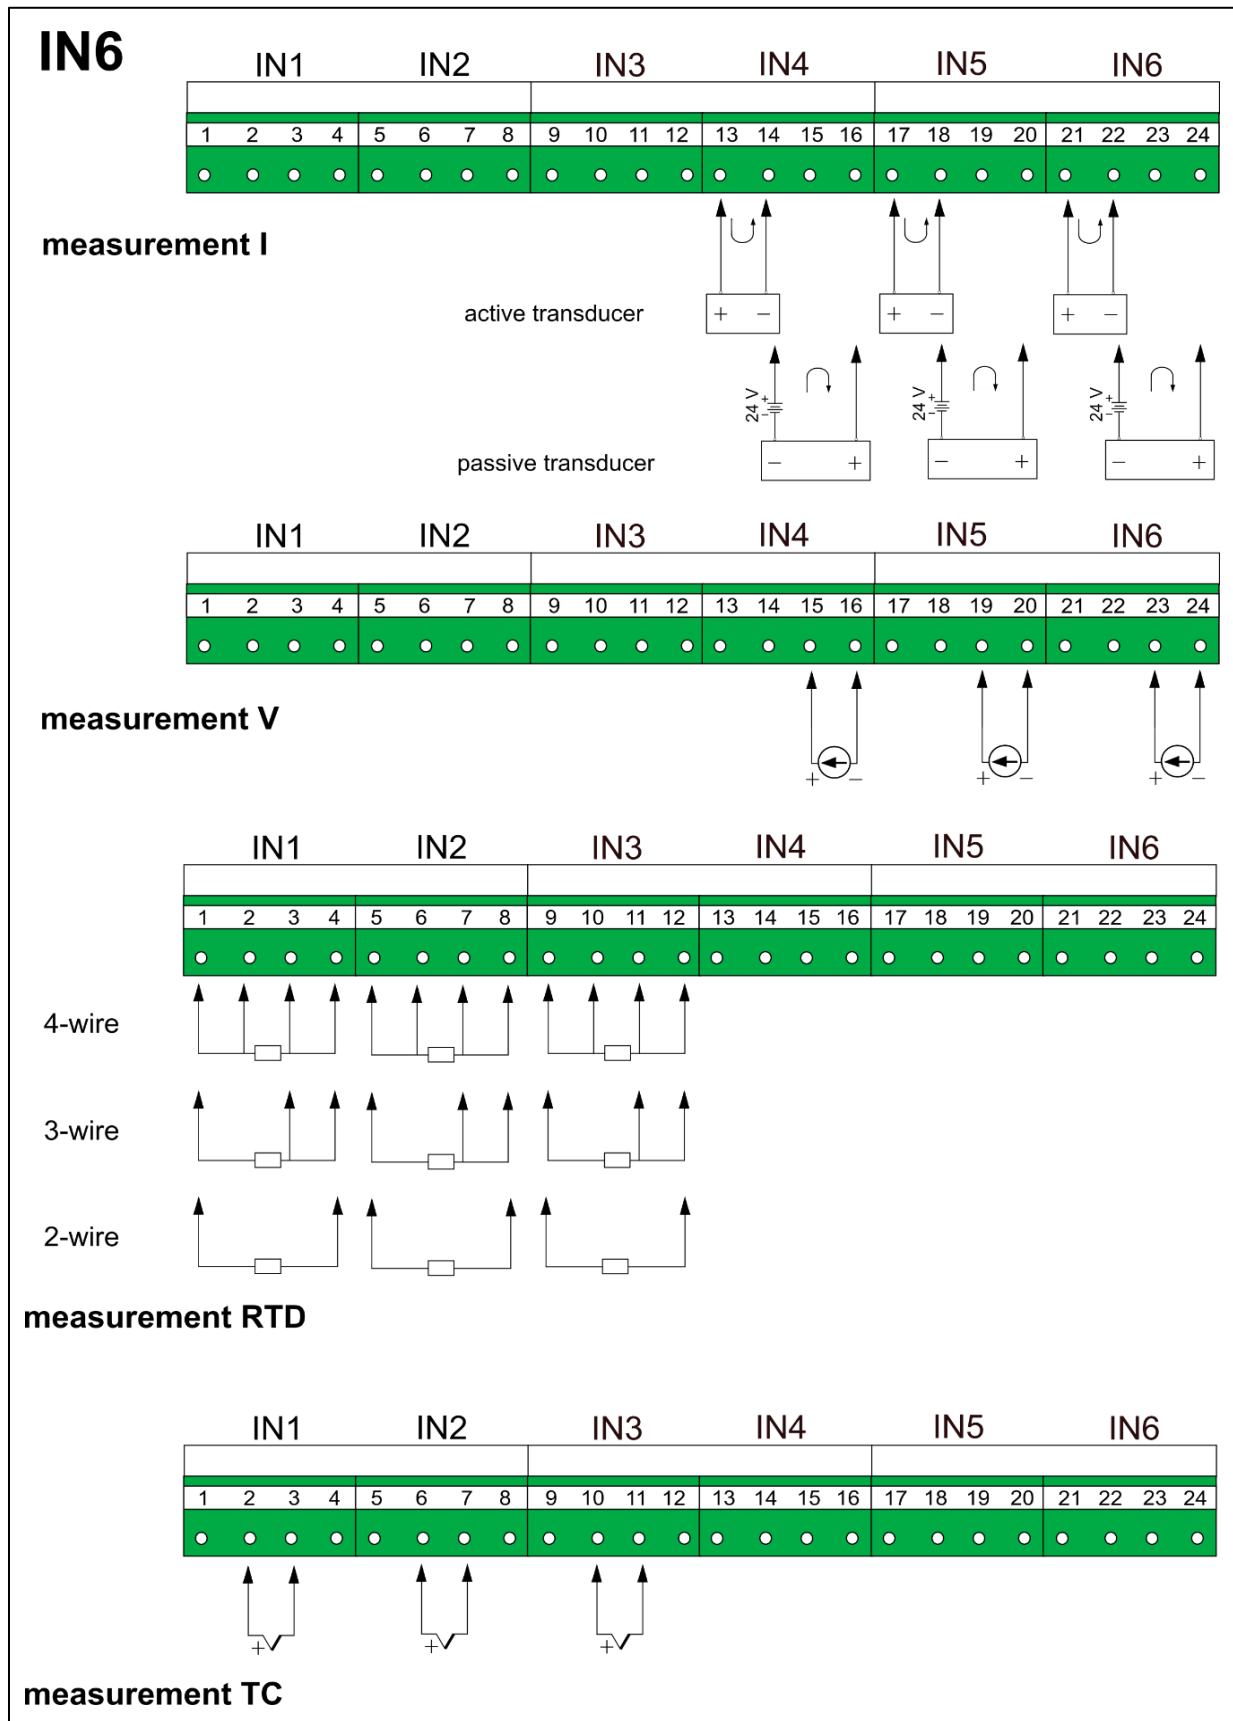 IN6
IN1 IN2 IN3 IN4 IN5 IN6
1 2 3 4 5 6 7 8 9 10 11 12 13 14 15 16 17 18 19 20 21 22 23 24
measurement I
active transducer + − + − + −
24 V + − 24 V + − 24 V + −
passive transducer − + − + − +
IN1 IN2 IN3 IN4 IN5 IN6
1 2 3 4 5 6 7 8 9 10 11 12 13 14 15 16 17 18 19 20 21 22 23 24
measurement V
+ − + − + −
IN1 IN2 IN3 IN4 IN5 IN6
1 2 3 4 5 6 7 8 9 10 11 12 13 14 15 16 17 18 19 20 21 22 23 24
4-wire
3-wire
2-wire
measurement RTD
IN1 IN2 IN3 IN4 IN5 IN6
1 2 3 4 5 6 7 8 9 10 11 12 13 14 15 16 17 18 19 20 21 22 23 24
+ + +
measurement TC